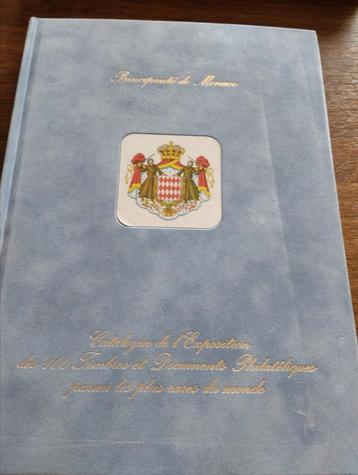 Principauté de Monaco
Catalogue de l'Exposition
des 100 Timbres et Documents Philatéliques
parmi les plus rares du monde